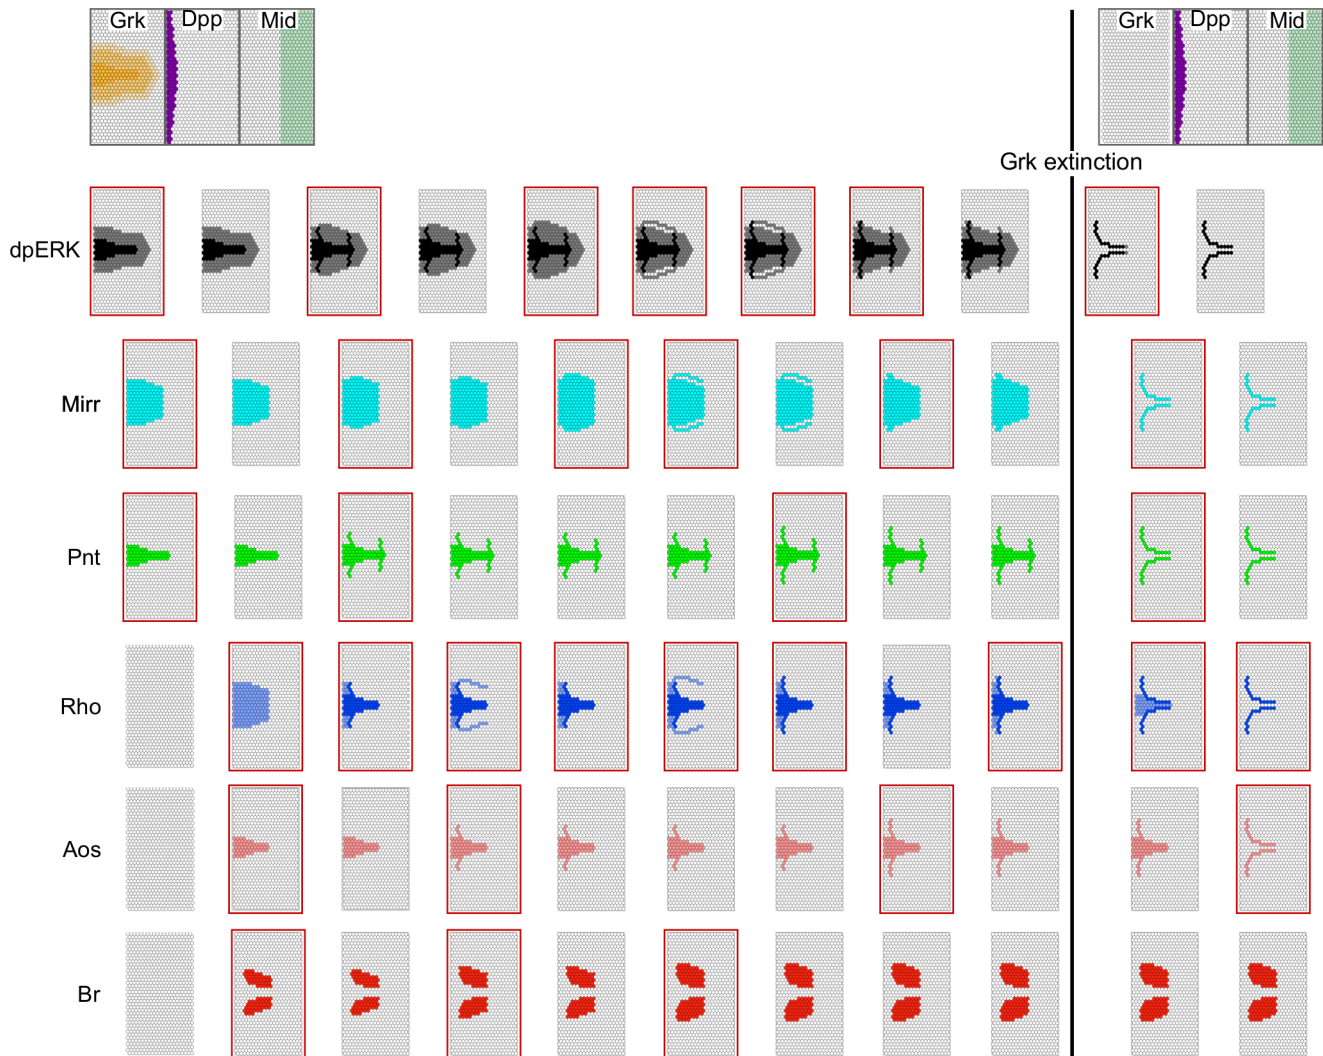 Grk Dpp Mid Grk Dpp Mid
Grk extinction
dpERK
Mirr
Pnt
Rho
Aos
Br